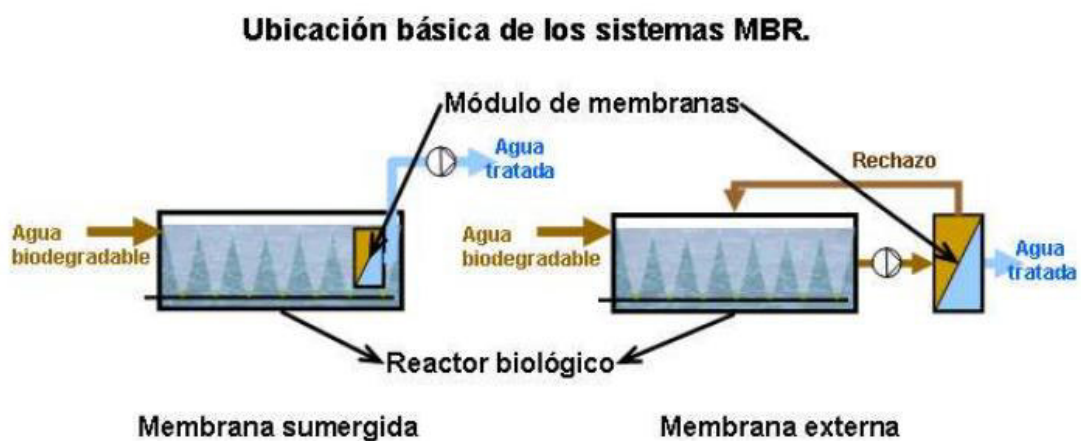 Ubicación básica de los sistemas MBR.
Módulo de membranas
Agua
tratada
Rechazo
Agua
biodegradable
Agua
biodegradable
Agua
tratada
Reactor biológico
Membrana sumergida
Membrana externa